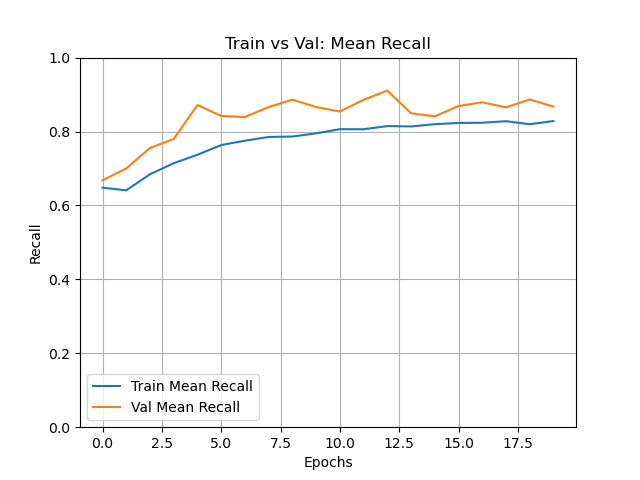 Train vs Val: Mean Recall
1.0
0.8
0.6
0.4
0.2
0.0
Recall
Train Mean Recall
Val Mean Recall
0.0 2.5 5.0 7.5 10.0 12.5 15.0 17.5
Epochs